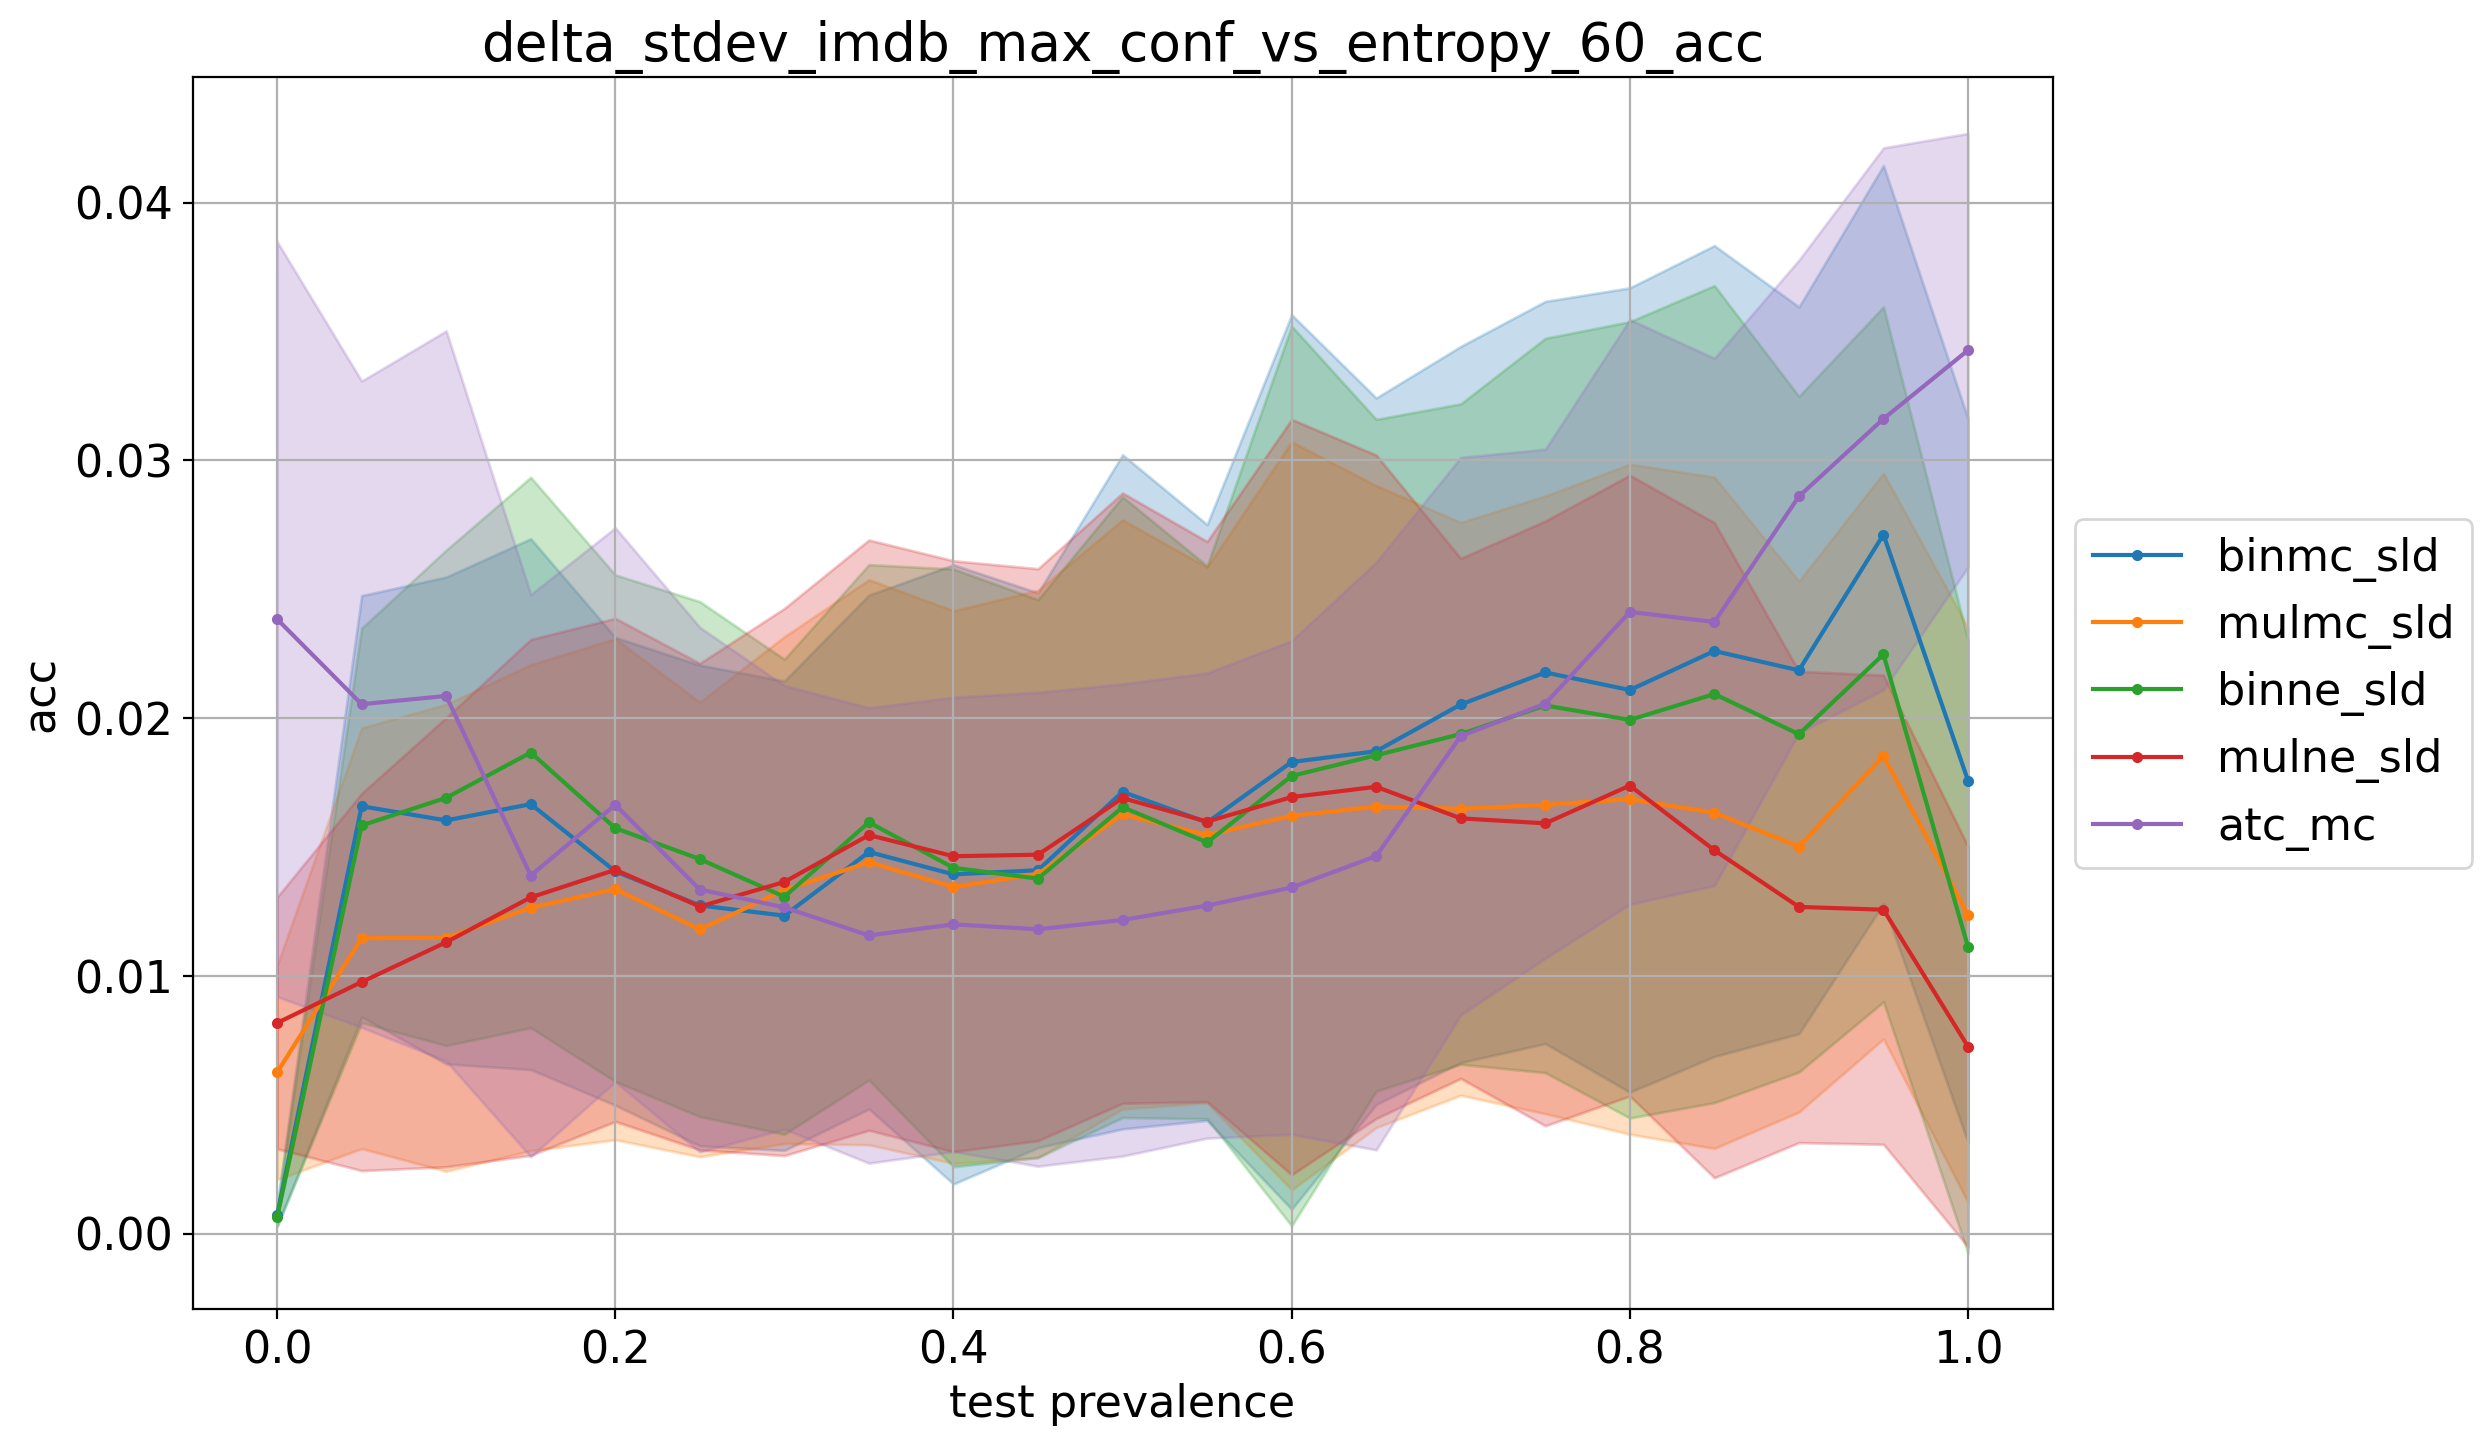 delta_stdev_imdb_max_conf_vs_entropy_60_acc
acc
0.04
0.03
0.02
0.01
0.00
0.0 0.2 0.4 0.6 0.8 1.0
test prevalence
binmc_sld
mulmc_sld
binne_sld
mulne_sld
atc_mc